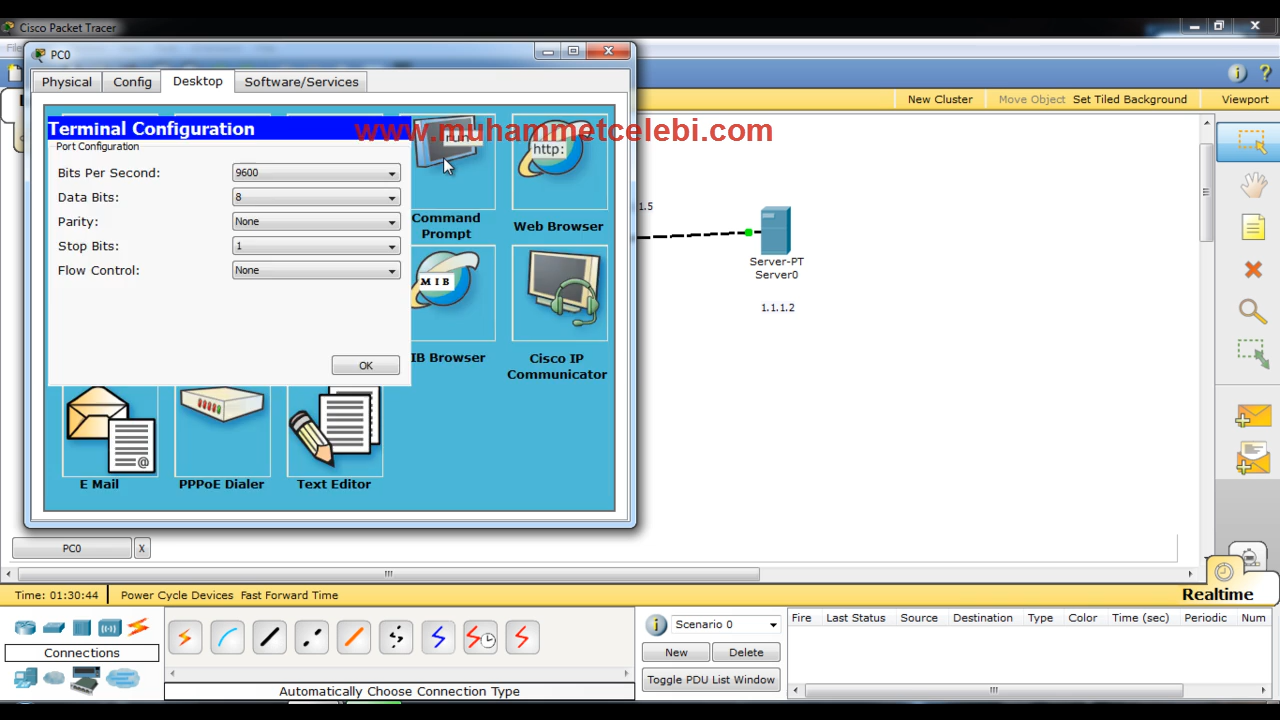 Cisco Packet Tracer
PC0
Physical Config Desktop Software/Services
New Cluster Move Object Set Tiled Background Viewport
Terminal Configuration
www.muhammetcelebi.com
Port Configuration
run
http:
Bits Per Second: 9600
Data Bits: 8
Parity: None
Stop Bits: 1
Flow Control: None
OK
Command
Prompt
Web Browser
MIB
IB Browser
Cisco IP
Communicator
@
E Mail PPPoE Dialer Text Editor
1.5
Server-PT
Server0
1.1.1.2
PC0 X
Time: 01:30:44 Power Cycle Devices Fast Forward Time
Realtime
Connections
Automatically Choose Connection Type
Scenario 0
New Delete
Toggle PDU List Window
Fire Last Status Source Destination Type Color Time (sec) Periodic Num